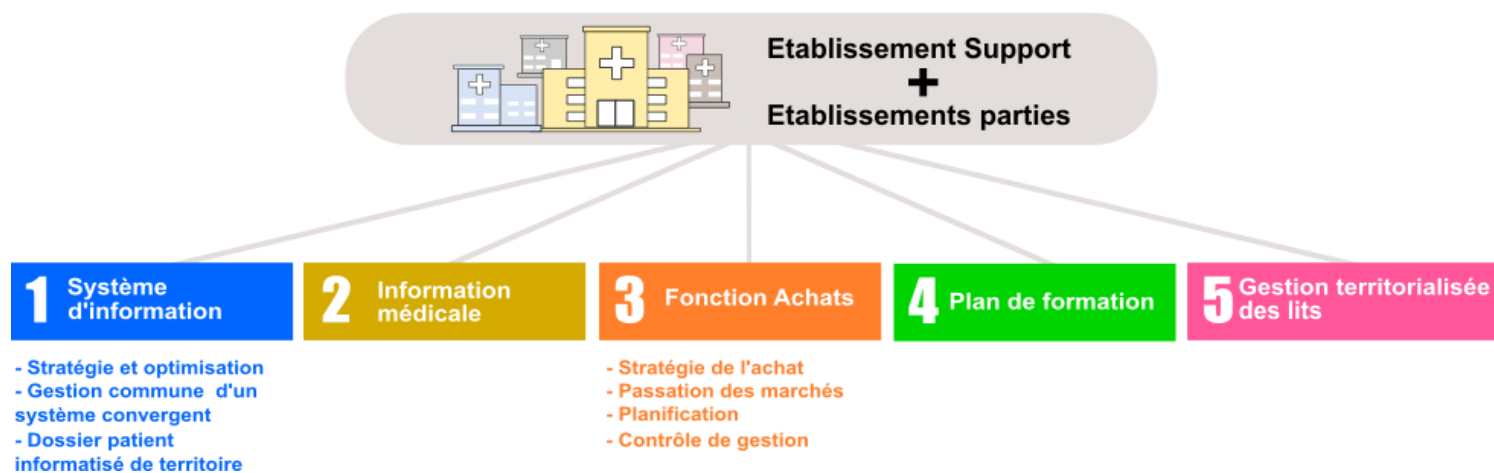 Etablissement Support
+
Etablissements parties
1 Système
d'information
2 Information
médicale
3 Fonction Achats
4 Plan de formation
5 Gestion territorialisée
des lits
- Stratégie et optimisation
- Gestion commune d'un
système convergent
- Dossier patient
informatisé de territoire
- Stratégie de l'achat
- Passation des marchés
- Planification
- Contrôle de gestion